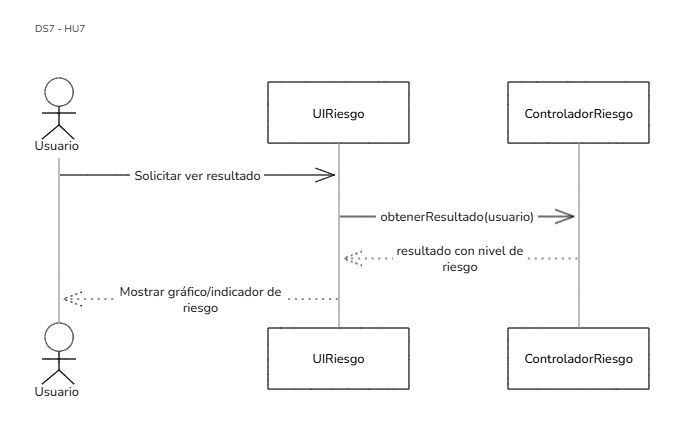 DS7 - HU7
UIRiesgo
ControladorRiesgo
Usuario
Solicitar ver resultado
obtenerResultado(usuario)
resultado con nivel de
riesgo
Mostrar gráfico/indicador de
riesgo
UIRiesgo
ControladorRiesgo
Usuario